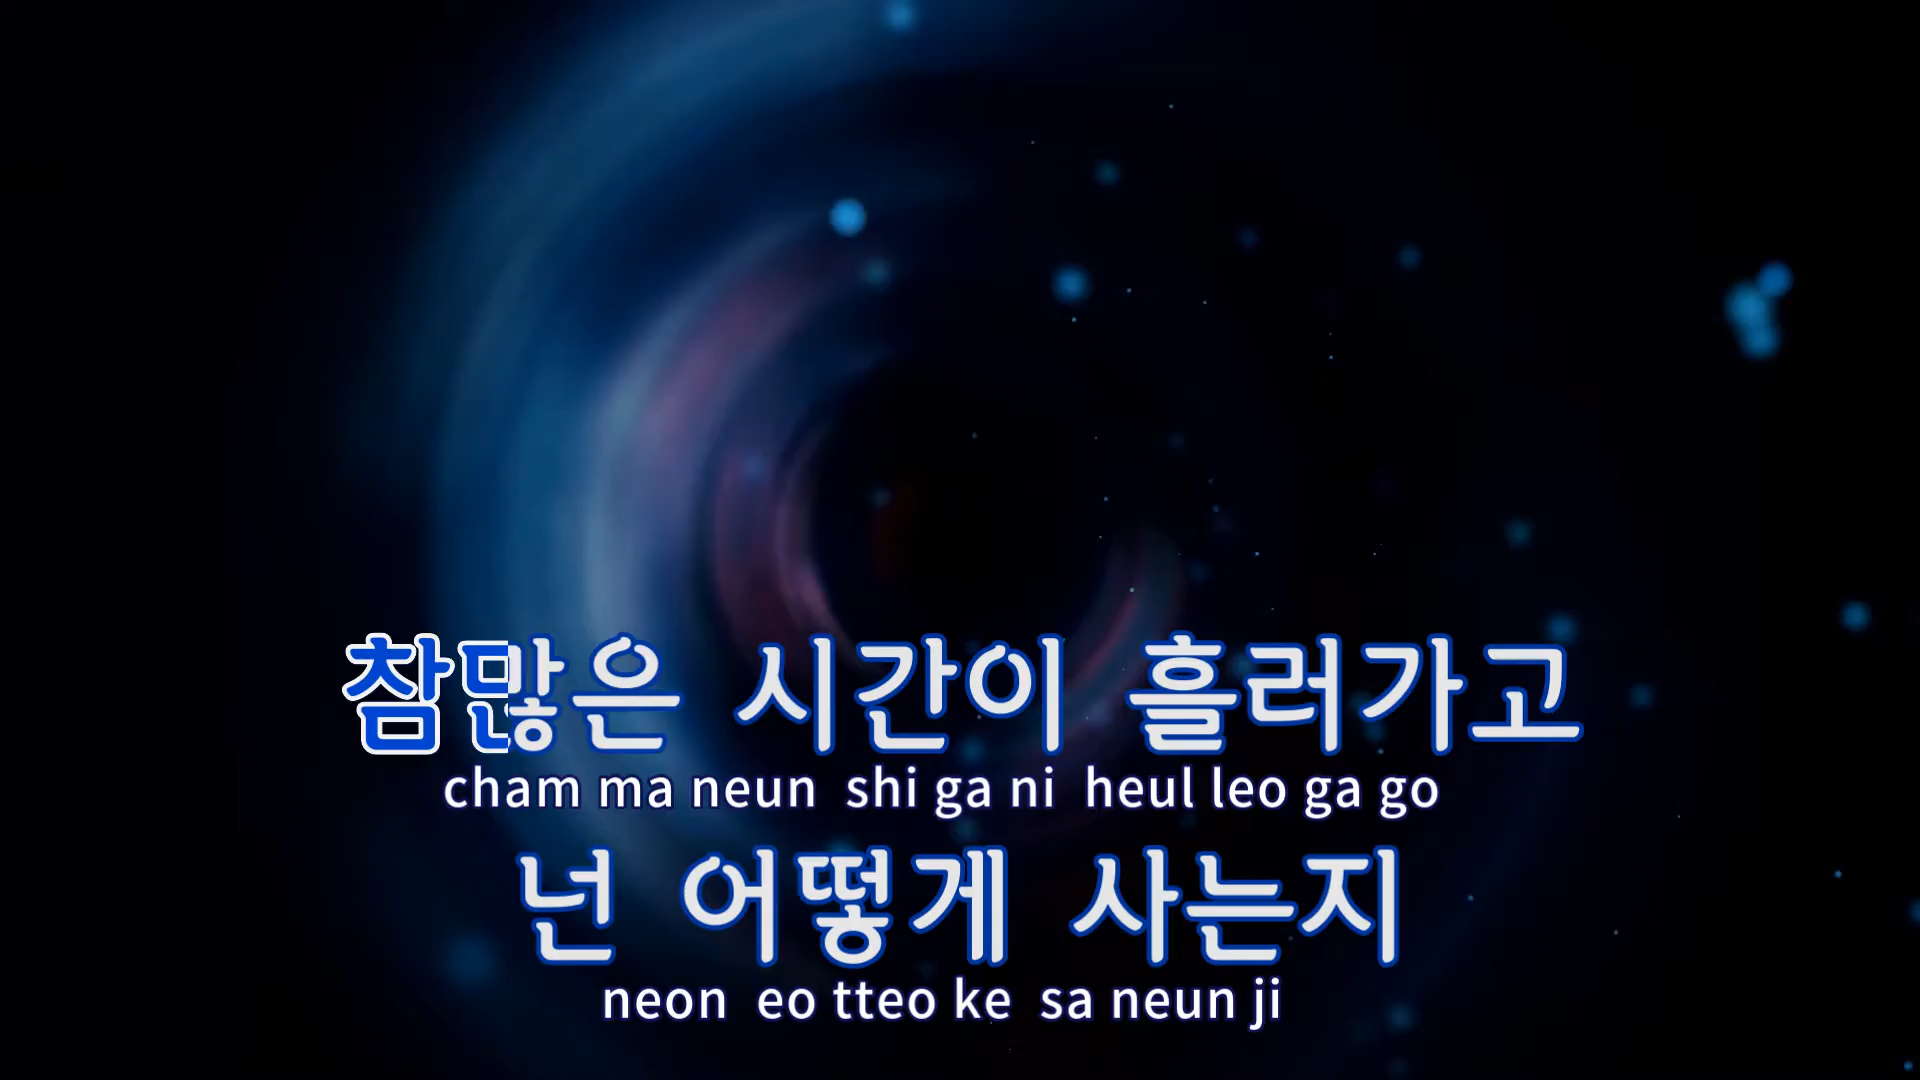 참많은 시간이 흘러가고
cham ma neun shi ga ni heul leo ga go
넌 어떻게 사는지
neon eo tteo ke sa neun ji